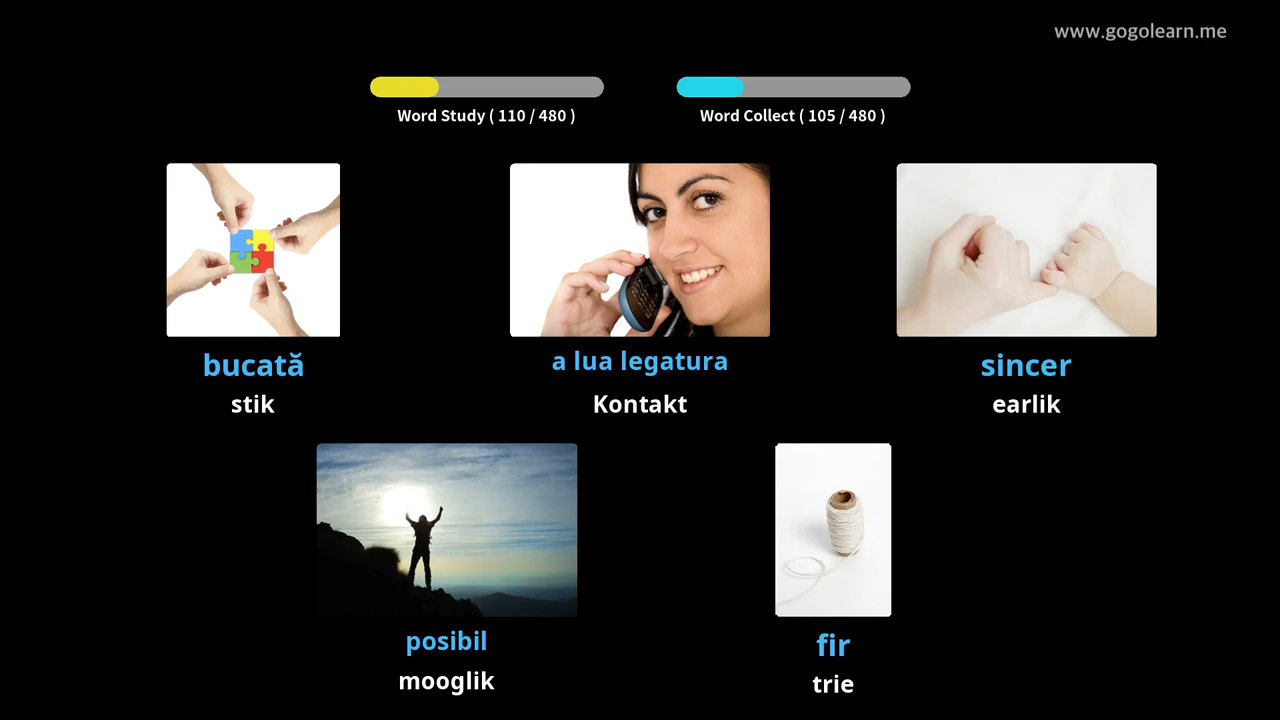 www.gogolearn.me
Word Study ( 110 / 480 )
Word Collect ( 105 / 480 )
bucată
a lua legatura
sincer
stik
Kontakt
earlik
posibil
fir
mooglik
trie